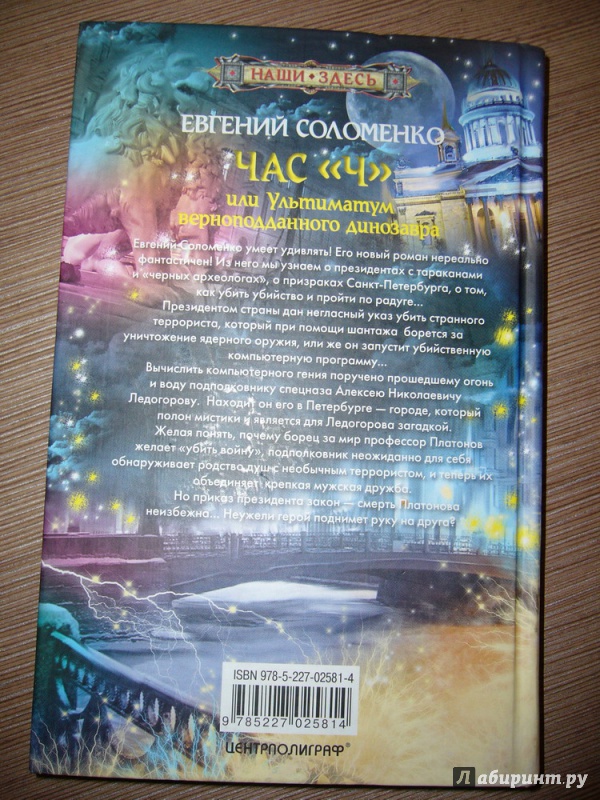 НАШИ ЗДЕСЬ
ЕВГЕНИЙ СОЛОМЕНКО
ЧАС «Ч»
или Ультиматум
верноподданного динозавра
Евгений Соломенко умеет удивлять! Его новый роман нереально
фантастичен! Из него мы узнаем о президентах с тараканами
и «черных археологах», о призраках Санкт-Петербурга, о том,
как убить убийство и пройти по радуге...
Президентом страны дан негласный указ убить странного
террориста, который при помощи шантажа борется за
уничтожение ядерного оружия, или же он запустит убийственную
компьютерную программу...
Вычислить компьютерного гения поручено прошедшему огонь
и воду подполковнику спецназа Алексею Николаевичу
Ледогорову. Находит он его в Петербурге — городе, который
полон мистики и является для Ледогорова загадкой.
Желая понять, почему борец за мир профессор Платонов
желает «убить войну», подполковник неожиданно для себя
обнаруживает родство душ с необычным террористом, и теперь их
объединяет крепкая мужская дружба.
Но приказ президента закон — смерть Платонова
неизбежна... Неужели герой поднимет руку на друга?
ISBN 978-5-227-02581-4
9 785227 025814
ЦЕНТРПОЛИГРАФ®
Лабиринт.ру